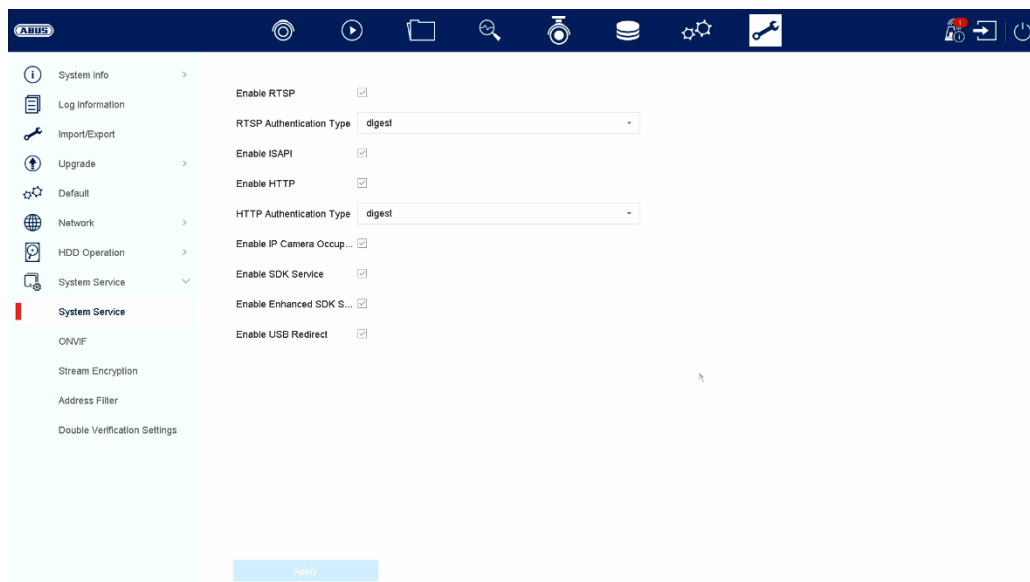 ABUS
1
System Info
Log Information
Import/Export
Upgrade
Default
Network
HDD Operation
System Service
System Service
ONVIF
Stream Encryption
Address Filter
Double Verification Settings
Enable RTSP
RTSP Authentication Type digest
Enable ISAPI
Enable HTTP
HTTP Authentication Type digest
Enable IP Camera Occup...
Enable SDK Service
Enable Enhanced SDK S...
Enable USB Redirect
Apply